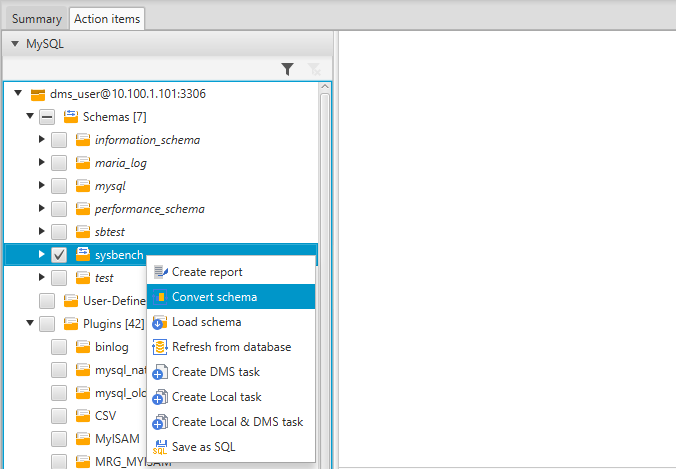 Summary Action items
MySQL
dms_user@10.100.1.101:3306
Schemas [7]
information_schema
maria_log
mysql
performance_schema
sbtest
sysbench
test
Create report
Convert schema
Load schema
Refresh from database
Create DMS task
Create Local task
Create Local & DMS task
Save as SQL
SQL
User-Define
Plugins [42]
binlog
mysql_nat
mysql_old
CSV
MyISAM
MRG_MYISAM